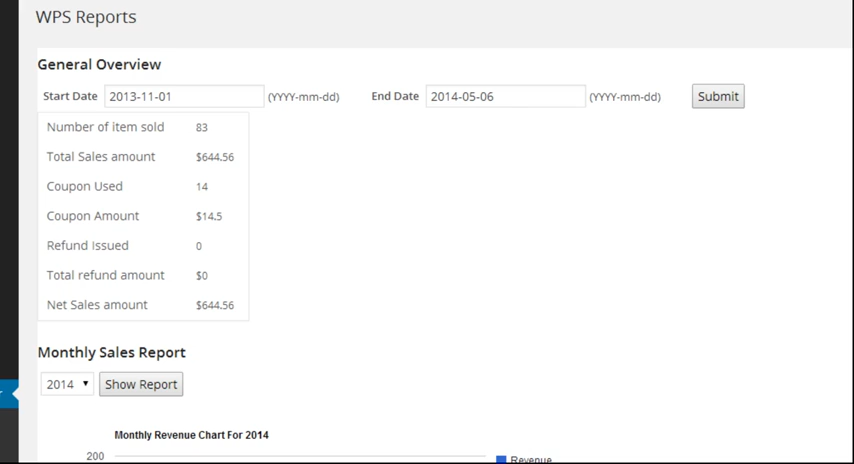 WPS Reports
General Overview
Start Date 2013-11-01 (YYYY-mm-dd) End Date 2014-05-06 (YYYY-mm-dd) Submit
Number of item sold 83
Total Sales amount $644.56
Coupon Used 14
Coupon Amount $14.5
Refund Issued 0
Total refund amount $0
Net Sales amount $644.56
Monthly Sales Report
2014 Show Report
Monthly Revenue Chart For 2014
200 Revenue